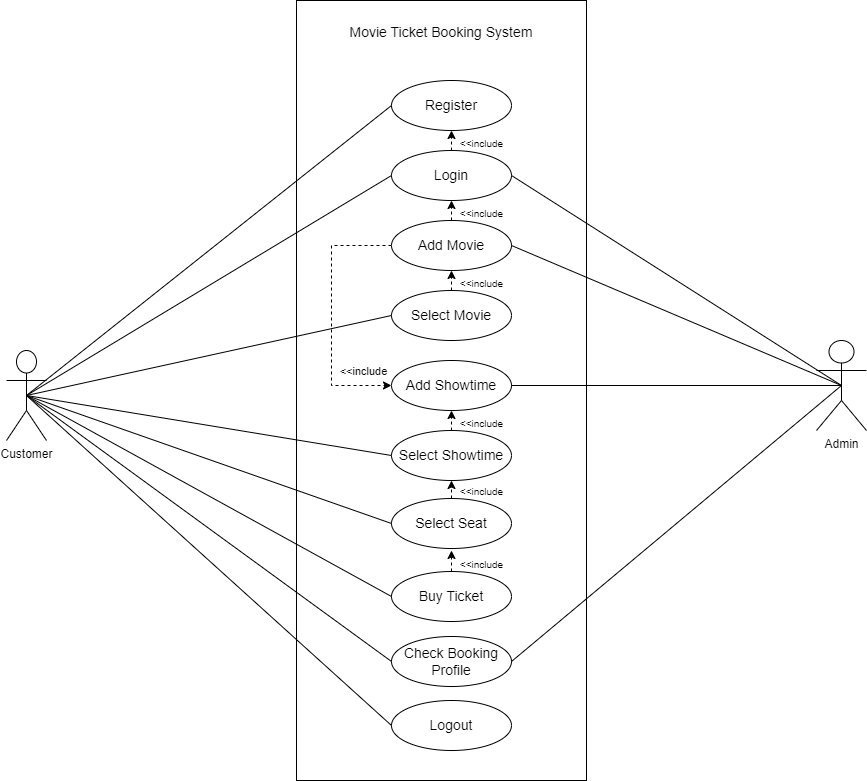 Movie Ticket Booking System
Register
<<include
Login
<<include
Add Movie
<<include
Select Movie
<<include
Add Showtime
<<include
Select Showtime
<<include
Select Seat
<<include
Buy Ticket
Check Booking
Profile
Logout
Customer
Admin